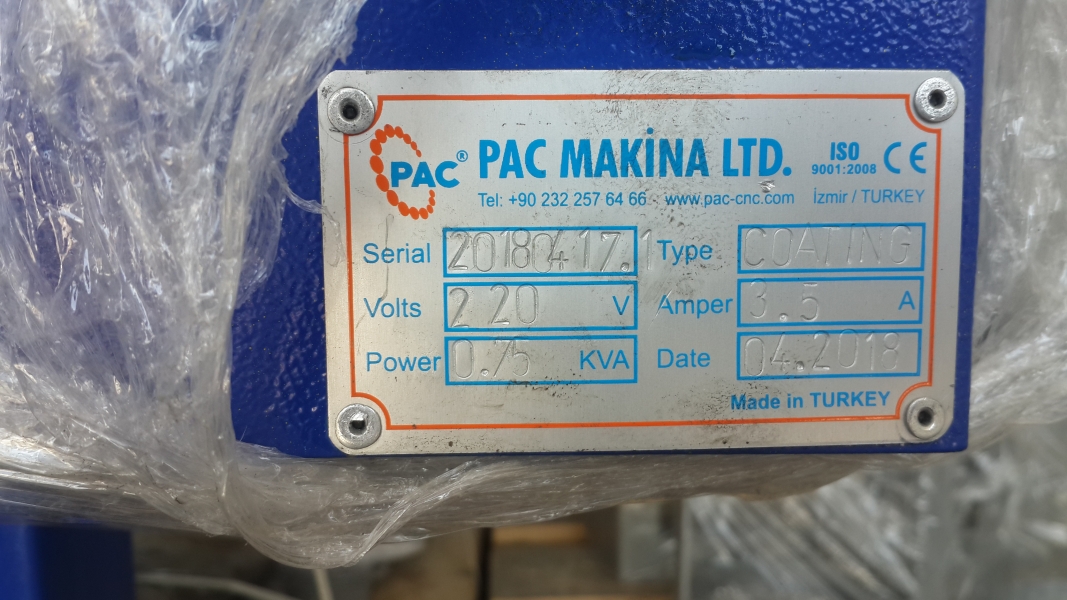 PAC® PAC MAKİNA LTD. ISO 9001:2008 CE
Tel: +90 232 257 64 66 www.pac-cnc.com İzmir / TURKEY
Serial 20180417.1 Type COATING
Volts 220 V Amper 3.5 A
Power 0.75 KVA Date 04.2018
Made in TURKEY